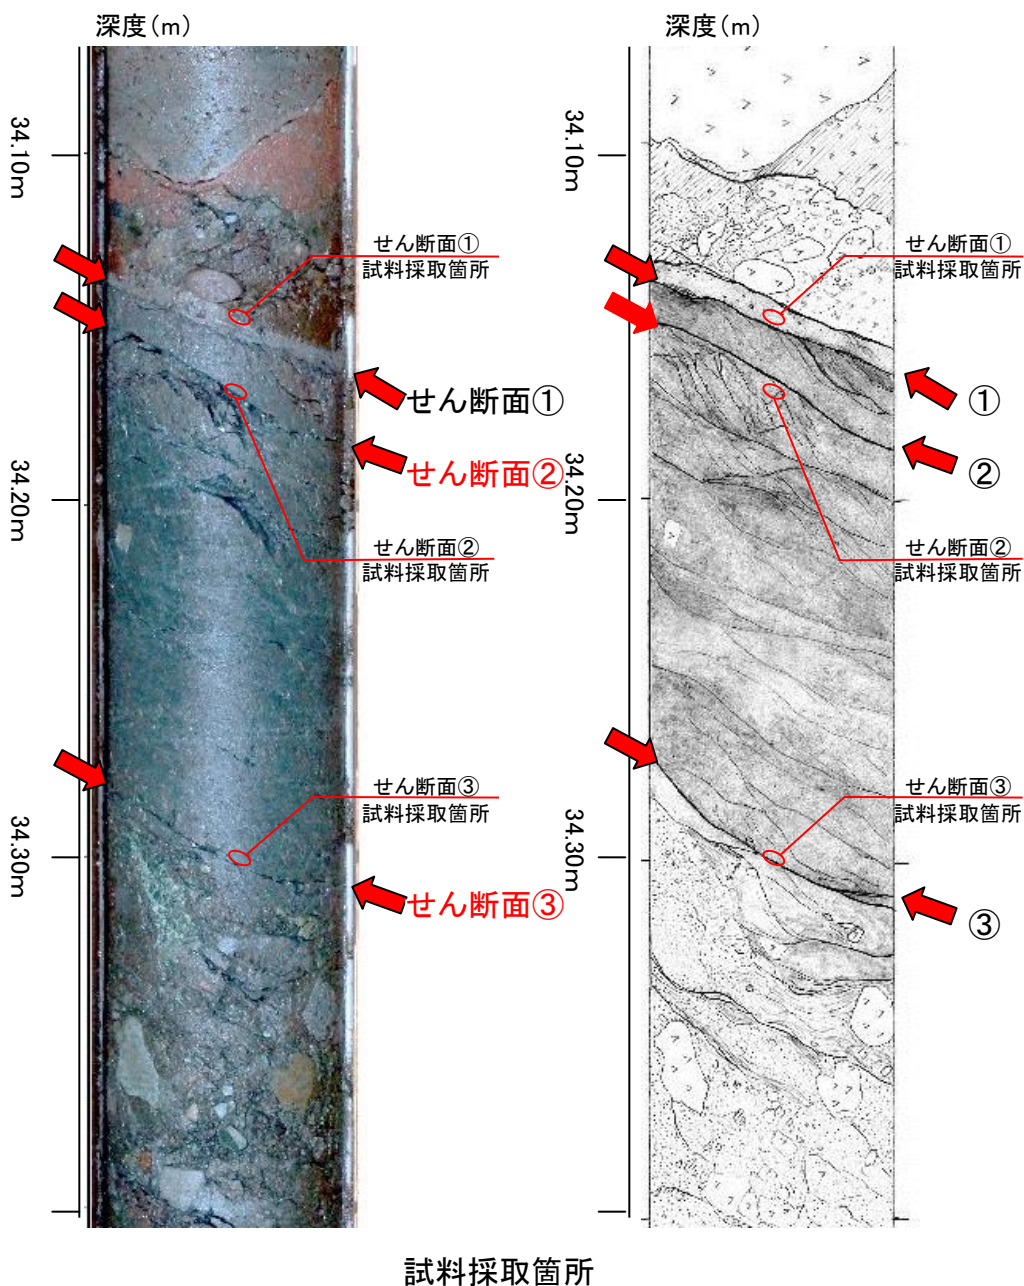 深度(m)
深度(m)
34.10m
34.10m
せん断面①
試料採取箇所
せん断面①
試料採取箇所
せん断面①
①
せん断面②
②
34.20m
34.20m
せん断面②
試料採取箇所
せん断面②
試料採取箇所
せん断面③
試料採取箇所
せん断面③
試料採取箇所
34.30m
34.30m
せん断面③
③
試料採取箇所